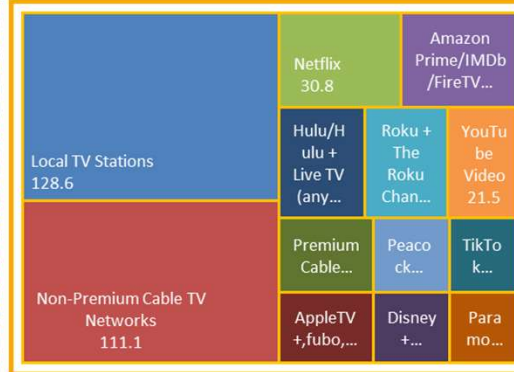 Local TV Stations
128.6
Non-Premium Cable TV
Networks
111.1
Netflix
30.8
Amazon
Prime/IMDb
/FireTV...
Hulu/H
ulu +
Live TV
(any...
Roku +
The
Roku
Chan...
YouTu
be
Video
21.5
Premium
Cable...
Peaco
ck...
TikTo
k...
AppleTV
+,fubo,...
Disney
+...
Para
mo...